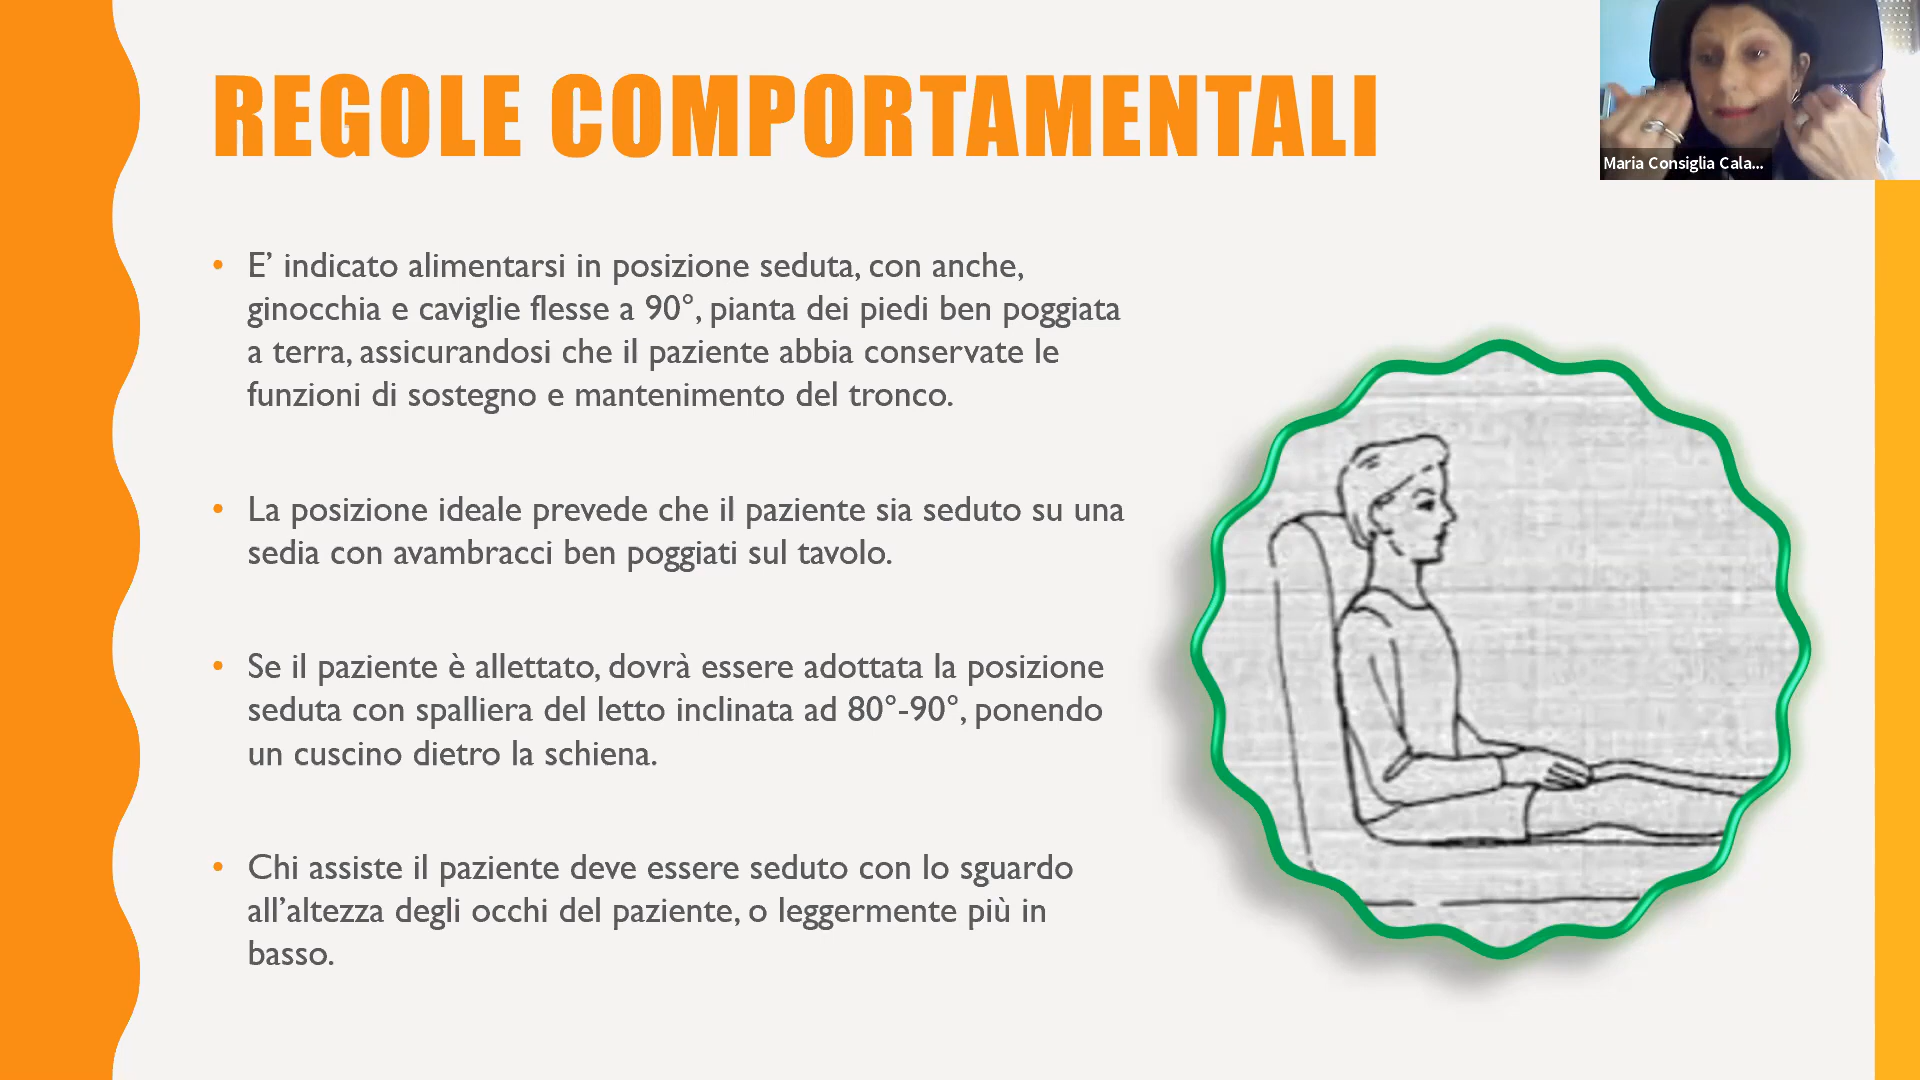 REGOLE COMPORTAMENTALI
Maria Consiglia Cala...
• E’ indicato alimentarsi in posizione seduta, con anche,
ginocchia e caviglie flesse a 90°, pianta dei piedi ben poggiata
a terra, assicurandosi che il paziente abbia conservate le
funzioni di sostegno e mantenimento del tronco.
• La posizione ideale prevede che il paziente sia seduto su una
sedia con avambracci ben poggiati sul tavolo.
• Se il paziente è allettato, dovrà essere adottata la posizione
seduta con spalliera del letto inclinata ad 80°-90°, ponendo
un cuscino dietro la schiena.
• Chi assiste il paziente deve essere seduto con lo sguardo
all’altezza degli occhi del paziente, o leggermente più in
basso.